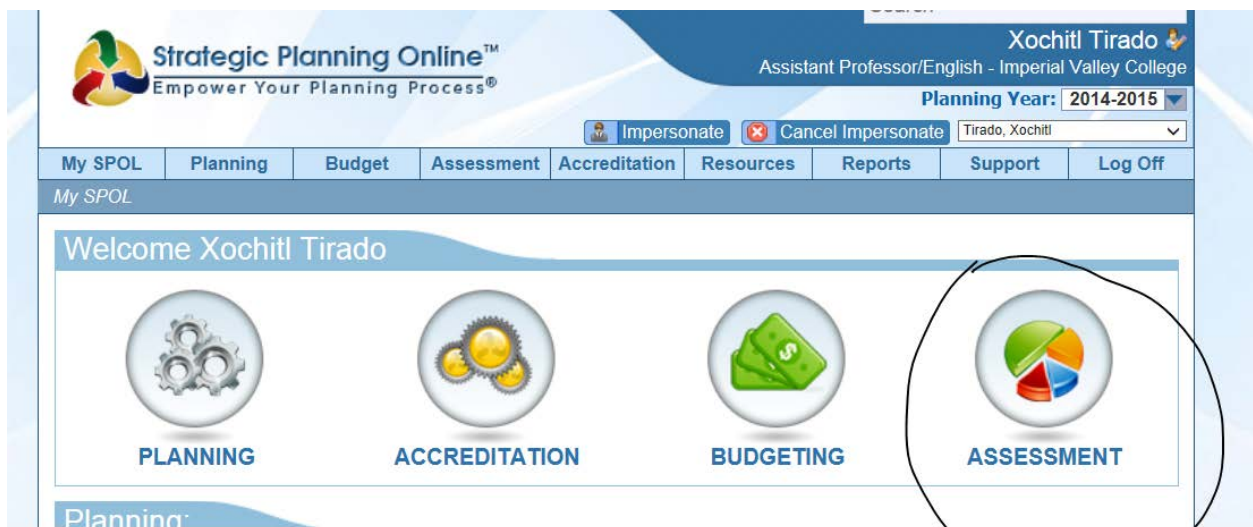 Strategic Planning Online™
Empower Your Planning Process®
Xochitl Tirado
Assistant Professor/English - Imperial Valley College
Planning Year: 2014-2015
Impersonate Cancel Impersonate Tirado, Xochitl
My SPOL Planning Budget Assessment Accreditation Resources Reports Support Log Off
My SPOL
Welcome Xochitl Tirado
PLANNING ACCREDITATION BUDGETING ASSESSMENT
Planning: